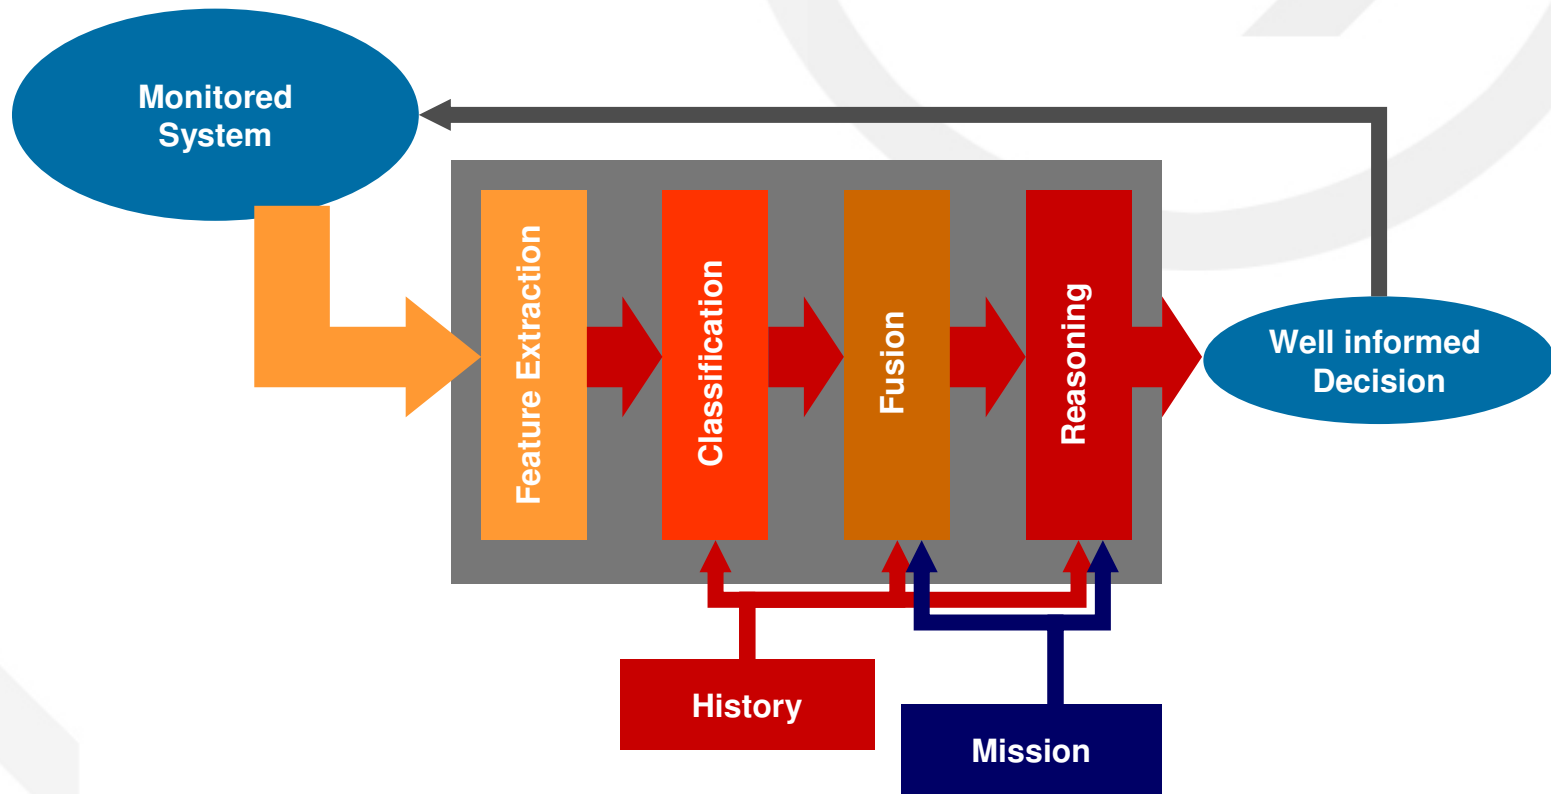 Monitored
System
Feature Extraction
Classification
Fusion
Reasoning
Well informed
Decision
History
Mission